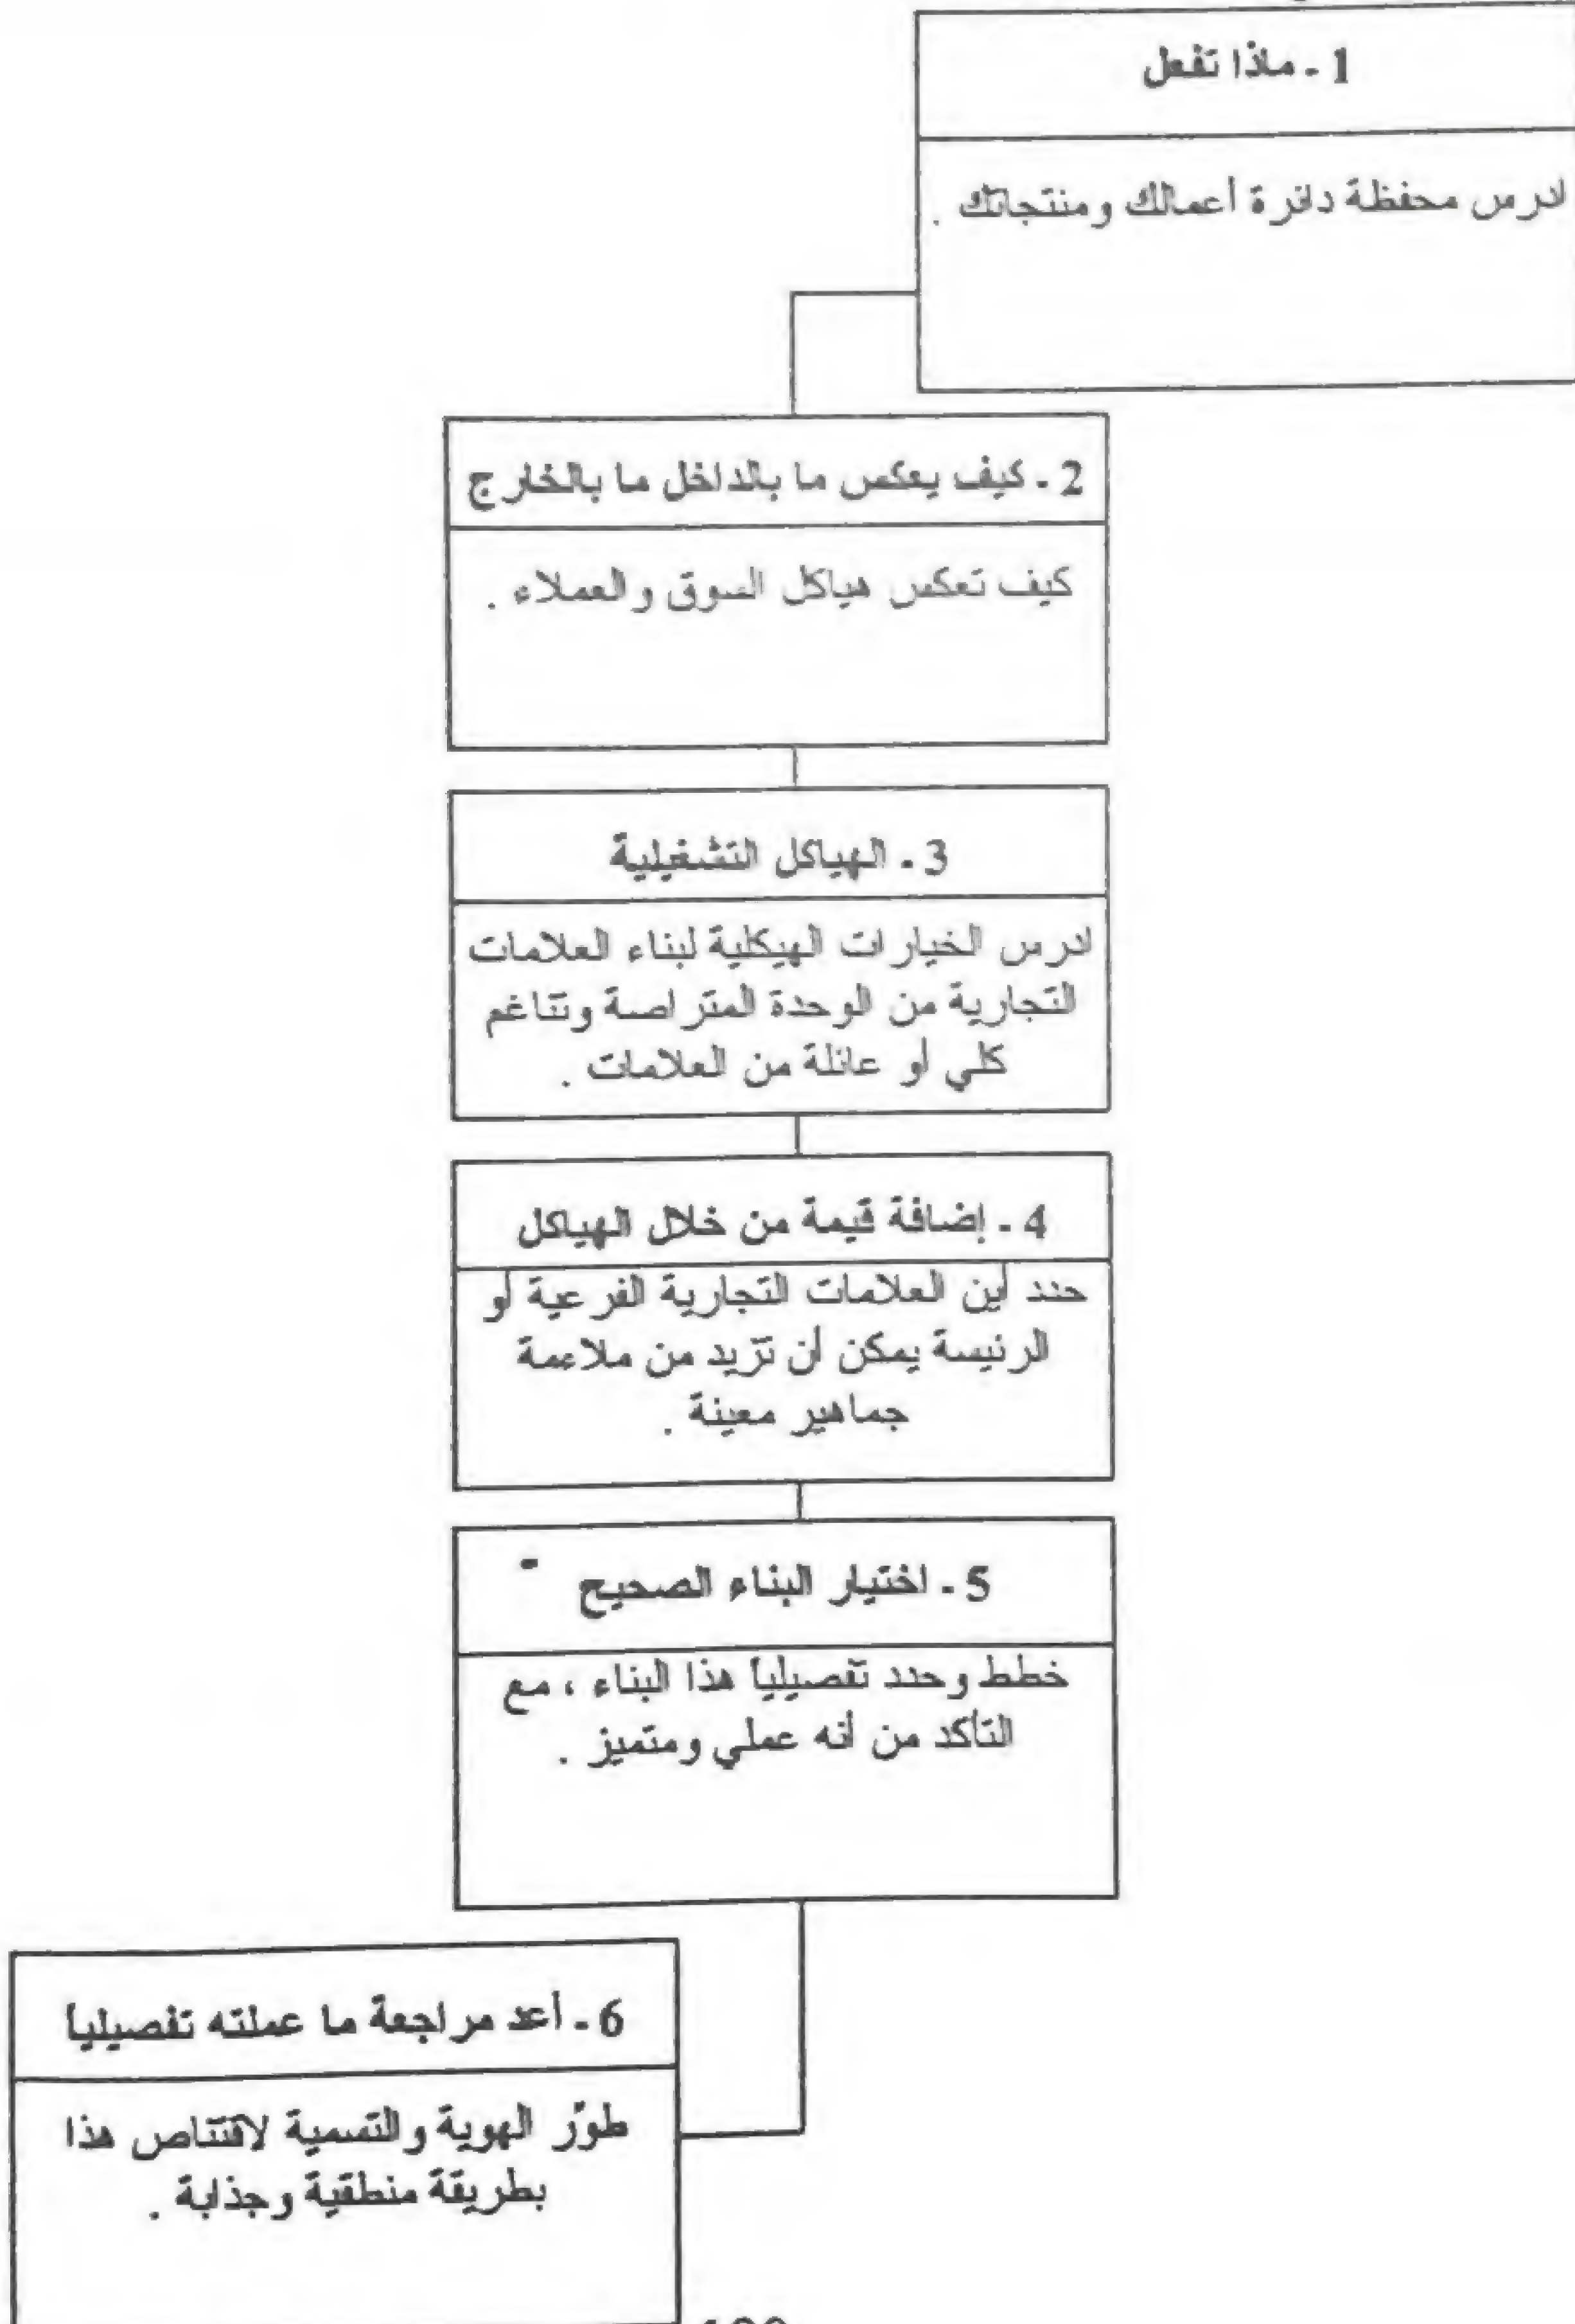 1 - ماذا تفعل
ادرس محفظة دائرة أعمالك ومنتجاتك .
2 - كيف يعكس ما بالداخل ما بالخارج
كيف تعكس هياكل السوق والعملاء .
3 - الهياكل التشغيلية
ادرس الخيارات الهيكلية لبناء العلامات
التجارية من الوحدة المتراصة وتناغم
كلي أو عائلة من العلامات .
4 - إضافة قيمة من خلال الهياكل
حدد أين العلامات التجارية الفرعية أو
الرئيسة يمكن أن تزيد من ملاءمة
جماهير معينة .
5 - اختيار البناء الصحيح
خطط وحدد تفصيلياً هذا البناء ، مع
التأكد من أنه عملي ومتميز .
6 - أعد مراجعة ما عملته تفصيلياً
طوّر الهوية والتسمية لاقتناص هذا
بطريقة منطقية وجذابة .